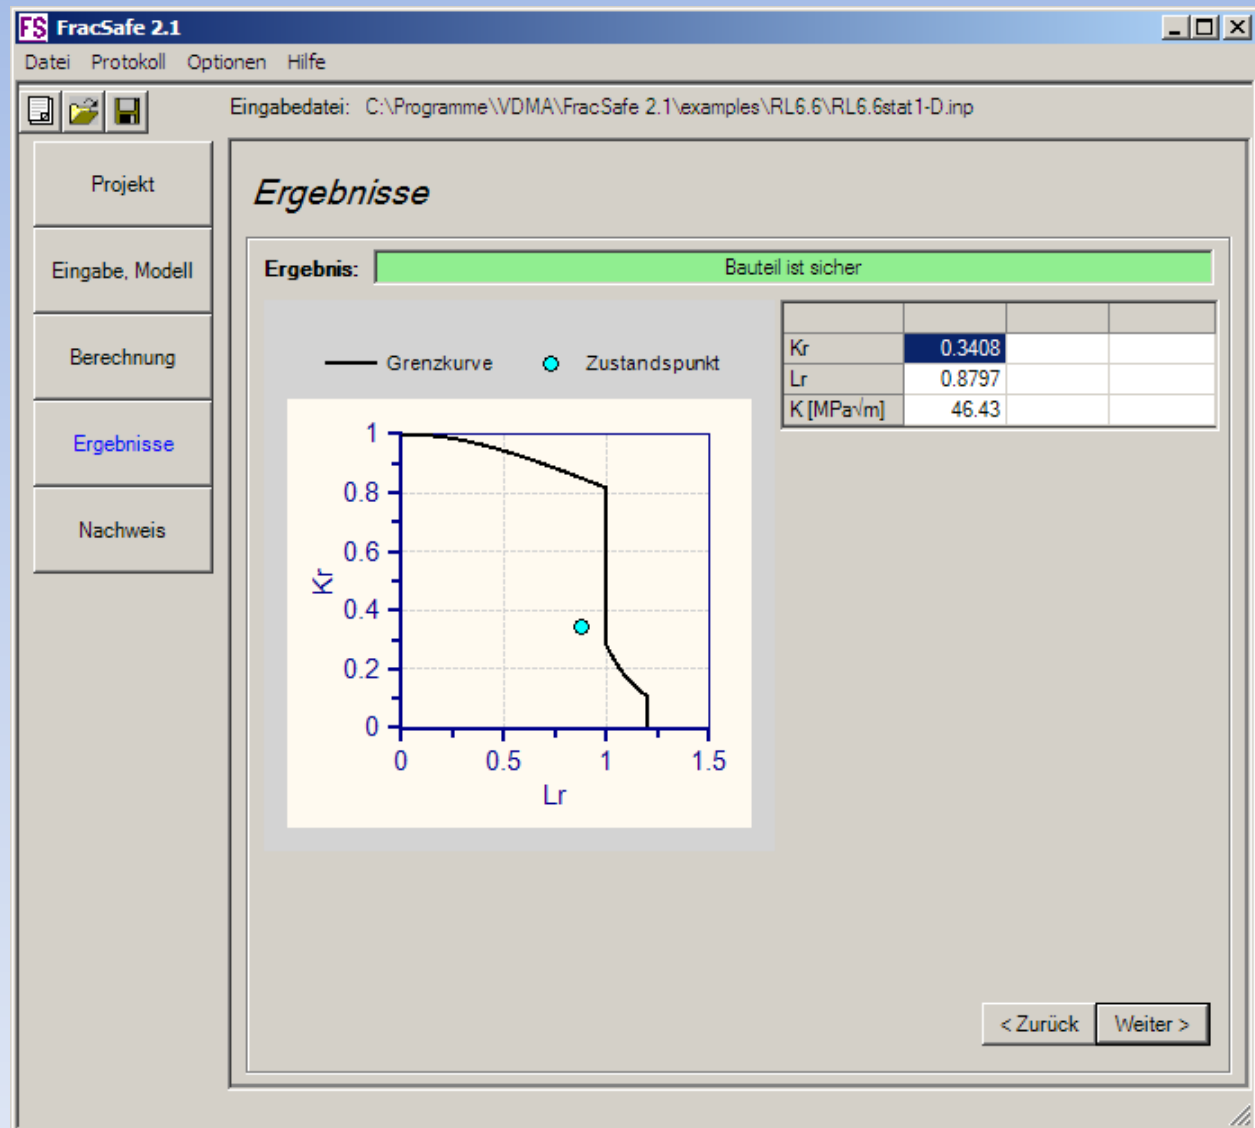 FS FracSafe 2.1
Datei Protokoll Optionen Hilfe
Eingabedatei: C:\Programme\VDMA\FracSafe 2.1\examples\RL6.6\RL6.6stat1-D.inp
Projekt
Eingabe, Modell
Berechnung
Ergebnisse
Nachweis
Ergebnisse
Ergebnis: Bauteil ist sicher
Grenzkurve Zustandspunkt
1
0.8
0.6
0.4
0.2
0
Kr
0 0.5 1 1.5
Lr
Kr 0.3408
Lr 0.8797
K [MPa√m] 46.43
< Zurück Weiter >